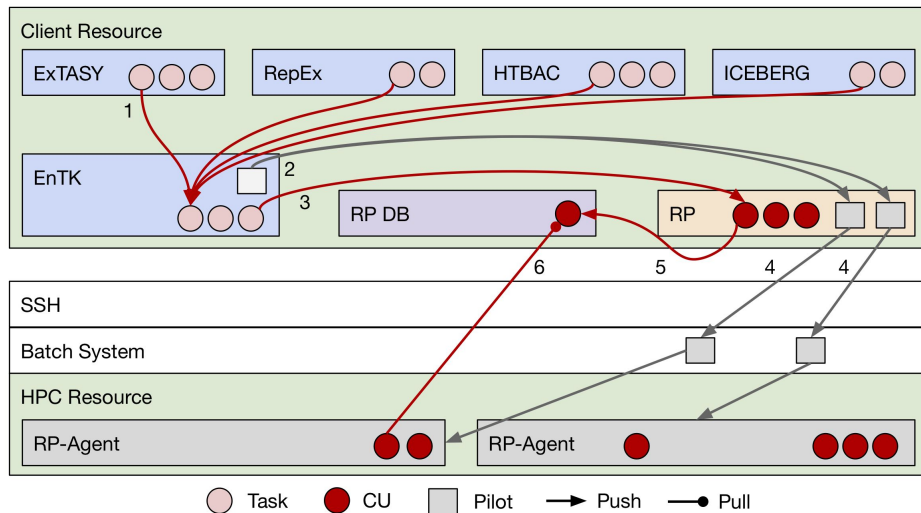 Client Resource
ExTASY
RepEx
HTBAC
ICEBERG
1
EnTK
2
3
RP DB
RP
6
5
4
4
SSH
Batch System
HPC Resource
RP-Agent
RP-Agent
Task
CU
Pilot
Push
Pull